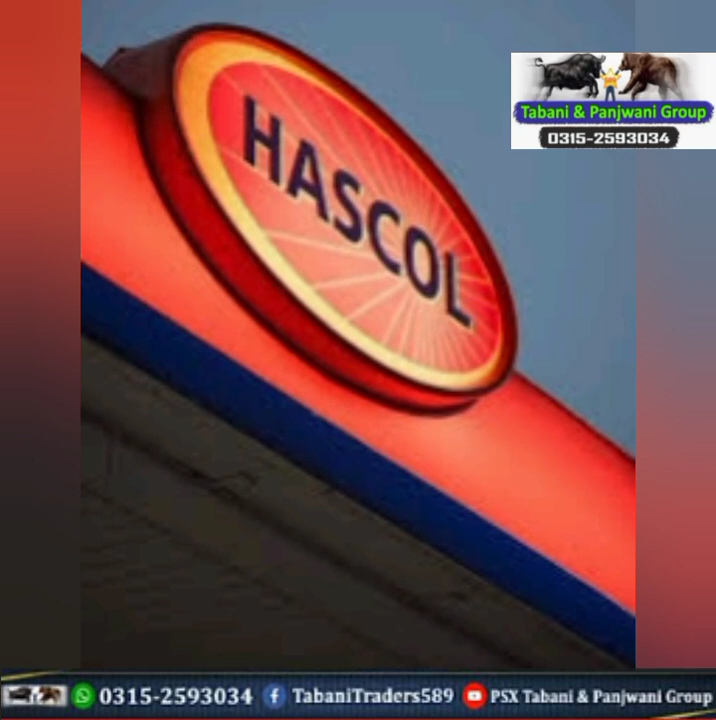 HASCOL
Tabani & Panjwani Group
0315-2593034
0315-2593034 TabaniTraders589 PSX Tabani & Panjwani Group